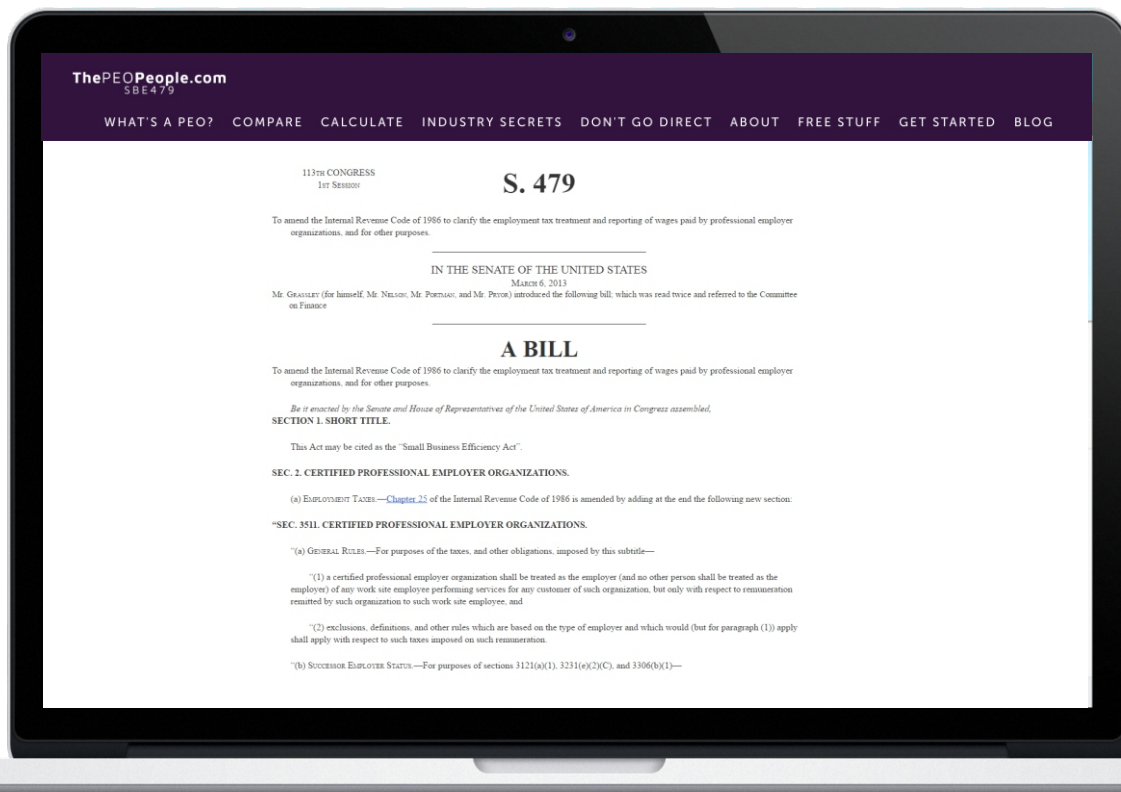 ThePEOPeople.com
SBE479
WHAT'S A PEO? COMPARE CALCULATE INDUSTRY SECRETS DON'T GO DIRECT ABOUT FREE STUFF GET STARTED BLOG
113TH CONGRESS
1ST SESSION
S. 479
To amend the Internal Revenue Code of 1986 to clarify the employment tax treatment and reporting of wages paid by professional employer
organizations, and for other purposes.
IN THE SENATE OF THE UNITED STATES
MARCH 6, 2013
Mr. GRASSLEY (for himself, Mr. NELSON, Mr. PORTMAN, and Mr. PRYOR) introduced the following bill; which was read twice and referred to the Committee
on Finance
A BILL
To amend the Internal Revenue Code of 1986 to clarify the employment tax treatment and reporting of wages paid by professional employer
organizations, and for other purposes.
Be it enacted by the Senate and House of Representatives of the United States of America in Congress assembled,
SECTION 1. SHORT TITLE.
This Act may be cited as the “Small Business Efficiency Act”.
SEC. 2. CERTIFIED PROFESSIONAL EMPLOYER ORGANIZATIONS.
(a) EMPLOYMENT TAXES.—Chapter 25 of the Internal Revenue Code of 1986 is amended by adding at the end the following new section:
“SEC. 3511. CERTIFIED PROFESSIONAL EMPLOYER ORGANIZATIONS.
“(a) GENERAL RULES.—For purposes of the taxes, and other obligations, imposed by this subtitle—
“(1) a certified professional employer organization shall be treated as the employer (and no other person shall be treated as the
employer) of any work site employee performing services for any customer of such organization, but only with respect to remuneration
remitted by such organization to such work site employee, and
“(2) exclusions, definitions, and other rules which are based on the type of employer and which would (but for paragraph (1)) apply
shall apply with respect to such taxes imposed on such remuneration.
“(b) SUCCESSOR EMPLOYER STATUS.—For purposes of sections 3121(a)(1), 3231(e)(2)(C), and 3306(b)(1)—